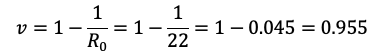 v = 1 − 1/R₀ = 1 − 1/22 = 1 − 0.045 = 0.955